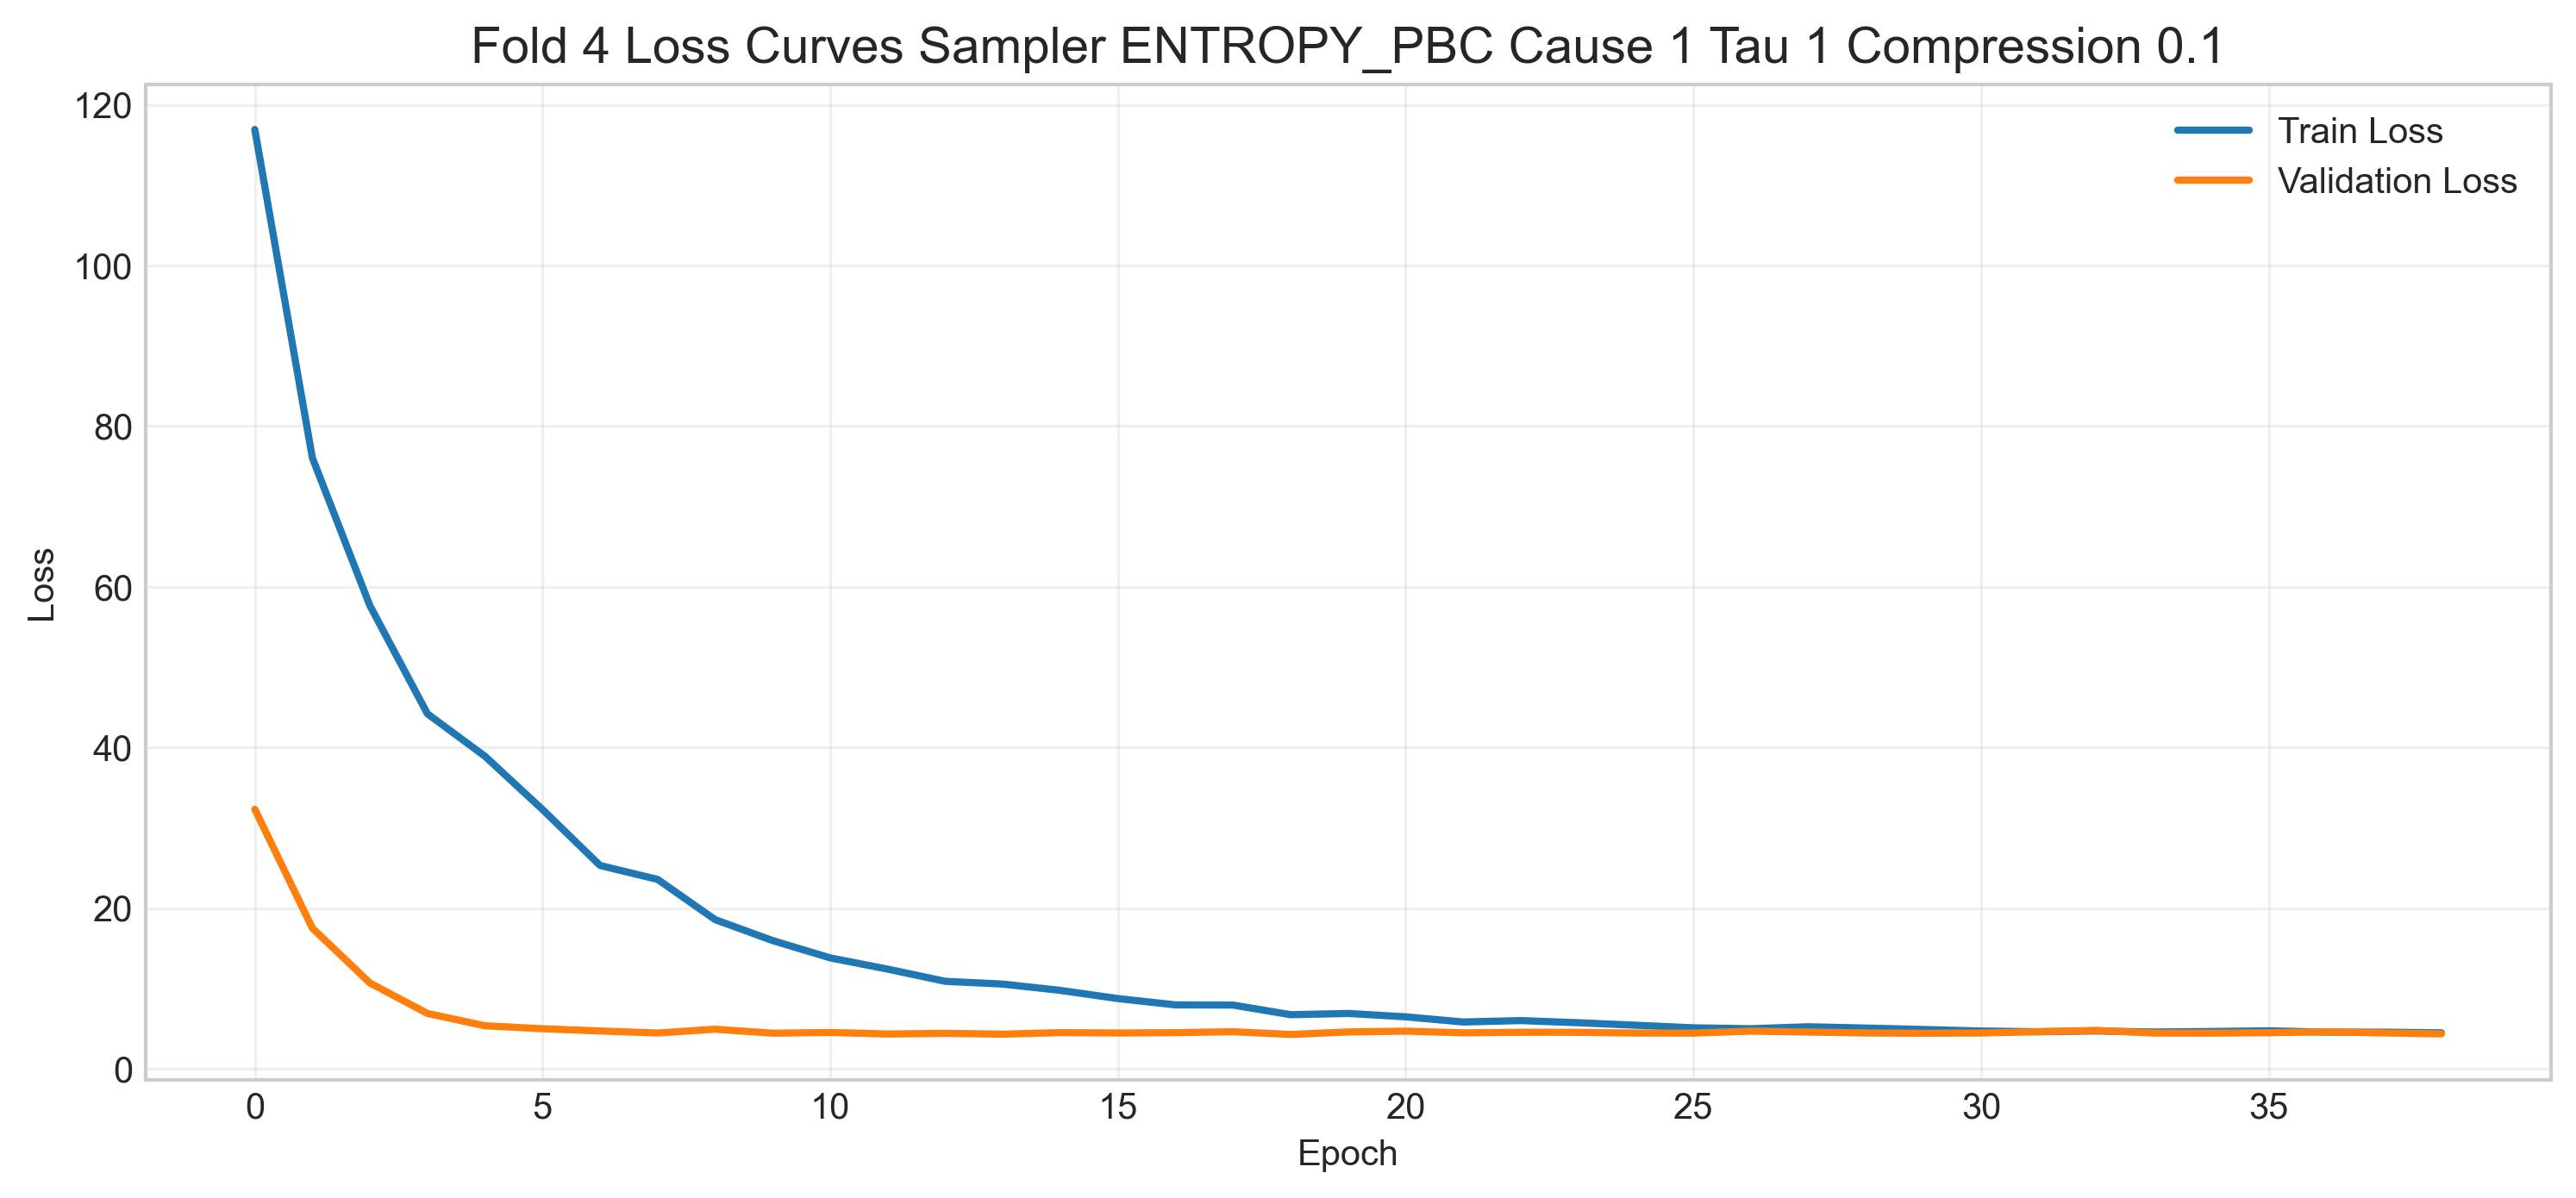 Fold 4 Loss Curves Sampler ENTROPY_PBC Cause 1 Tau 1 Compression 0.1
120
100
80
60
40
20
0
Loss
Train Loss
Validation Loss
0 5 10 15 20 25 30 35
Epoch